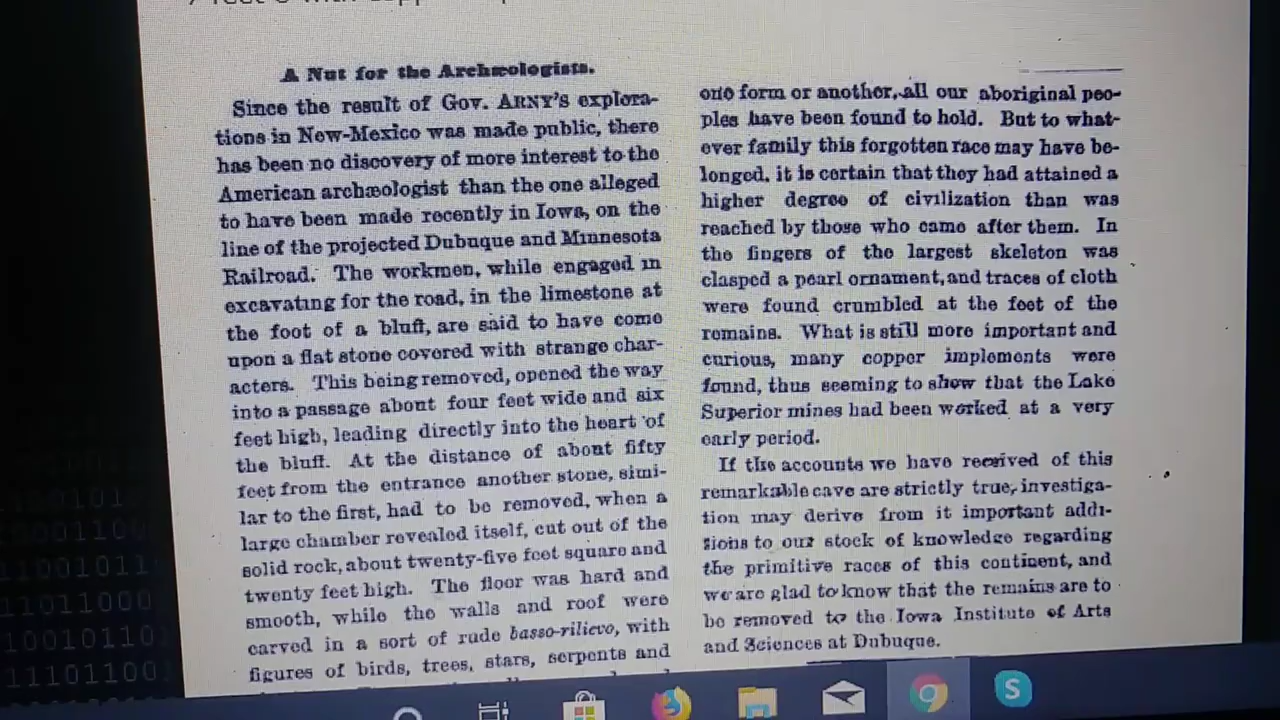 A Nut for the Archæologists.
Since the result of Gov. ARNY'S explora-
tions in New-Mexico was made public, there
has been no discovery of more interest to the
American archæologist than the one alleged
to have been made recently in Iowa, on the
line of the projected Dubuque and Minnesota
Railroad. The workmen, while engaged in
excavating for the road, in the limestone at
the foot of a bluff, are said to have come
upon a flat stone covered with strange char-
acters. This being removed, opened the way
into a passage about four feet wide and six
feet high, leading directly into the heart of
the bluff. At the distance of about fifty
feet from the entrance another stone, simi-
lar to the first, had to be removed, when a
large chamber revealed itself, cut out of the
solid rock, about twenty-five feet square and
twenty feet high. The floor was hard and
smooth, while the walls and roof were
carved in a sort of rude basso-rilievo, with
figures of birds, trees, stars, serpents and
one form or another, all our aboriginal peo-
ples have been found to hold. But to what-
ever family this forgotten race may have be-
longed, it is certain that they had attained a
higher degree of civilization than was
reached by those who came after them. In
the fingers of the largest skeleton was
clasped a pearl ornament, and traces of cloth
were found crumbled at the feet of the
remains. What is still more important and
curious, many copper implements were
found, thus seeming to show that the Lake
Superior mines had been worked at a very
early period.
If the accounts we have received of this
remarkable cave are strictly true, investiga-
tion may derive from it important addi-
tions to our stock of knowledge regarding
the primitive races of this continent, and
we are glad to know that the remains are to
be removed to the Iowa Institute of Arts
and Sciences at Dubuque.
11001011
11011000
10010110
11101100
S